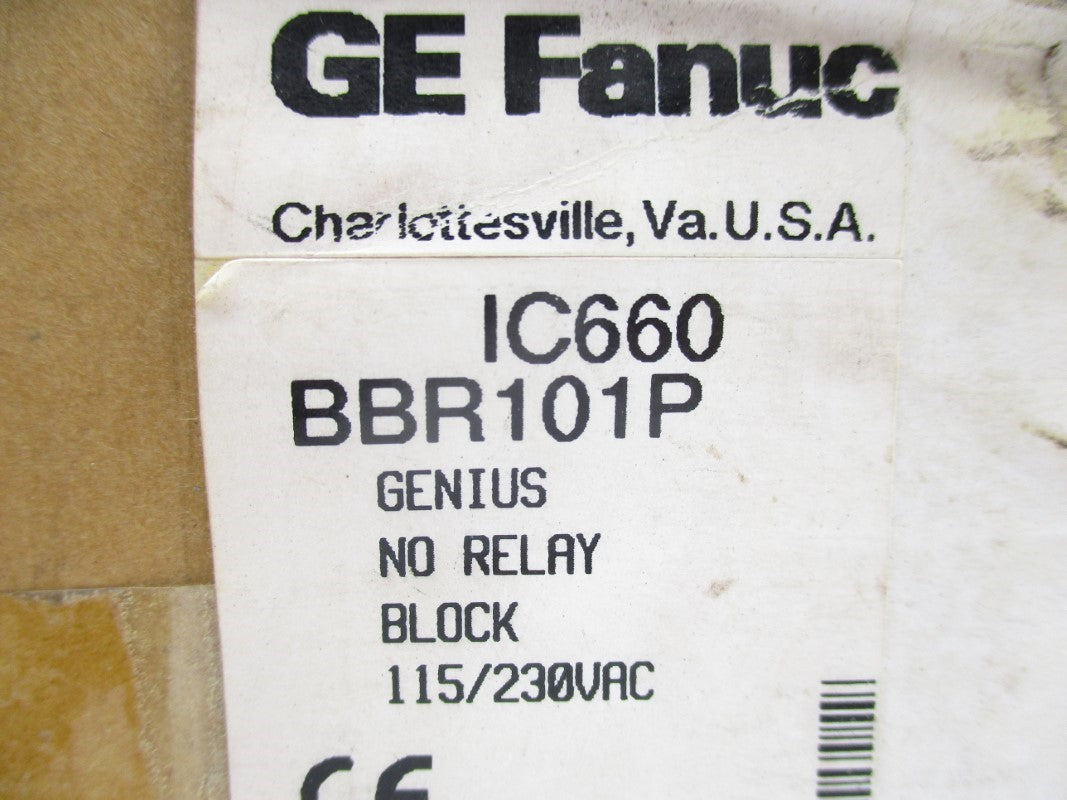 GE Fanuc
Charlottesville, Va. U.S.A.
IC660
BBR101P
GENIUS
NO RELAY
BLOCK
115/230VAC
CE